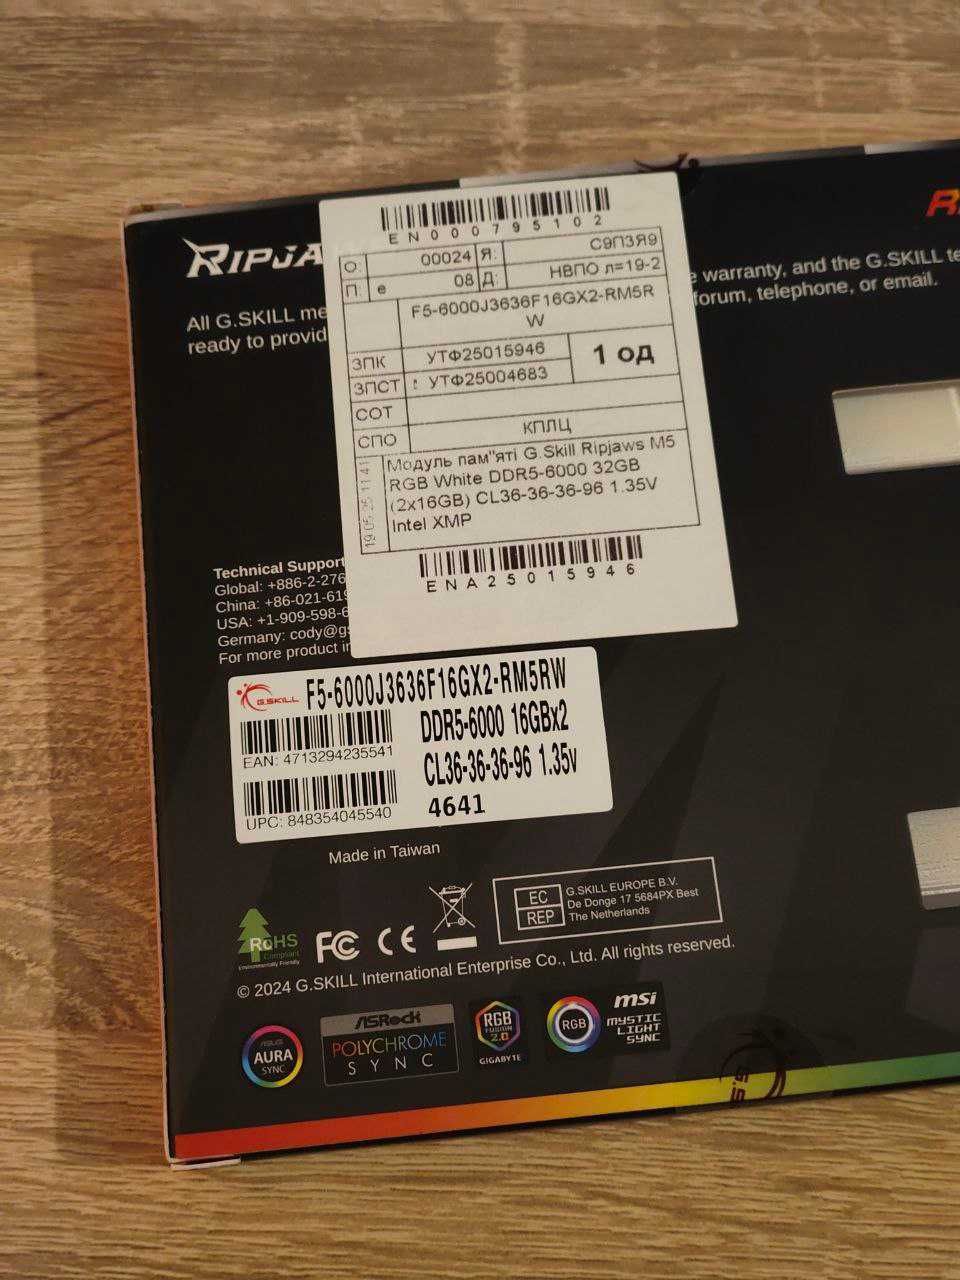 RIPJA
All G.SKILL me
ready to provid
e warranty, and the G.SKILL te
forum, telephone, or email.
EN000795102
О: 00024 Я: С9П3Я9
П: е 08 Д: НВПО л=19-2
F5-6000J3636F16GX2-RM5R
W
ЗПК УТФ25015946 1 од
ЗПСТ ! УТФ25004683
СОТ
СПО КПЛЦ
19.05.25 11:41
Модуль пам"яті G.Skill Ripjaws M5
RGB White DDR5-6000 32GB
(2x16GB) CL36-36-36-96 1.35V
Intel XMP
ENA25015946
Technical Support
Global: +886-2-276
China: +86-021-619
USA: +1-909-598-6
Germany: cody@gs
For more product in
G.SKILL F5-6000J3636F16GX2-RM5RW
DDR5-6000 16GBx2
EAN: 4713294235541
CL36-36-36-96 1.35v
4641
UPC: 848354045540
Made in Taiwan
RoHS
Compliant
Environmentally Friendly
FC CE
EC REP
G.SKILL EUROPE B.V.
De Donge 17 5684PX Best
The Netherlands
© 2024 G.SKILL International Enterprise Co., Ltd. All rights reserved.
ASUS
AURA
SYNC
ASRock
POLYCHROME
SYNC
RGB
FUSION
2.0
GIGABYTE
RGB
msi
MYSTIC
LIGHT
SYNC